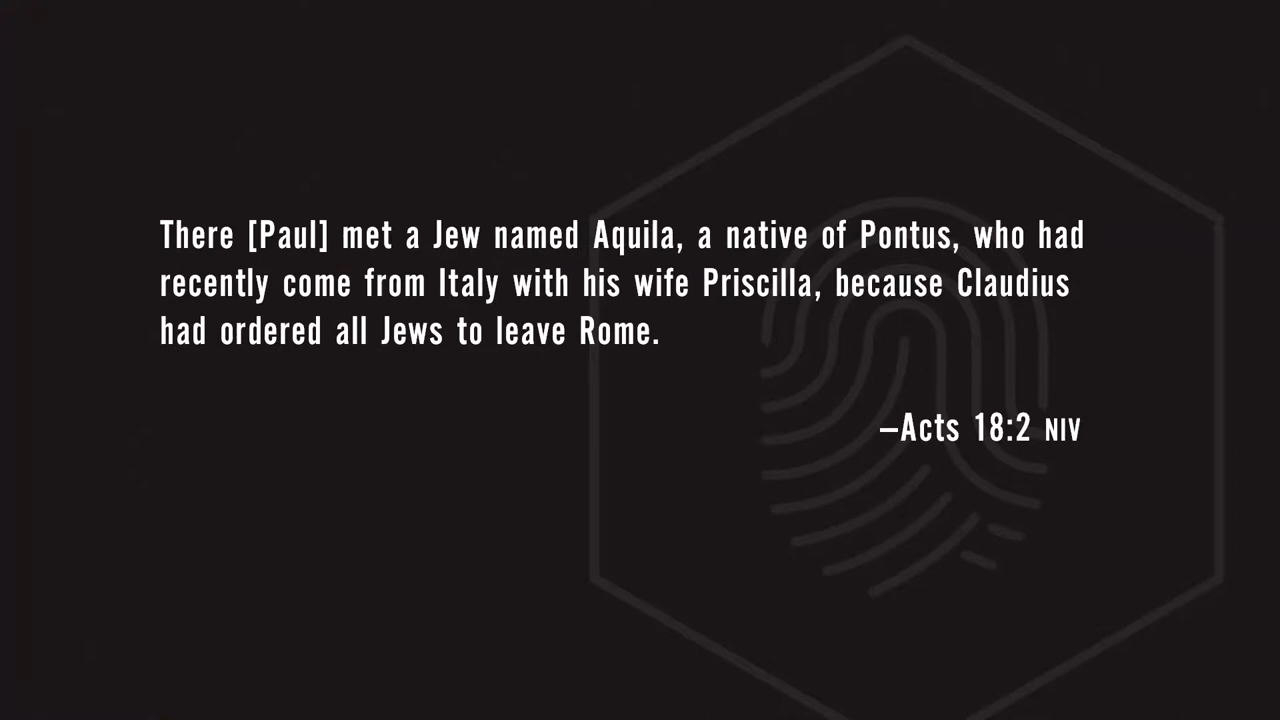 There [Paul] met a Jew named Aquila, a native of Pontus, who had
recently come from Italy with his wife Priscilla, because Claudius
had ordered all Jews to leave Rome.
–Acts 18:2 NIV